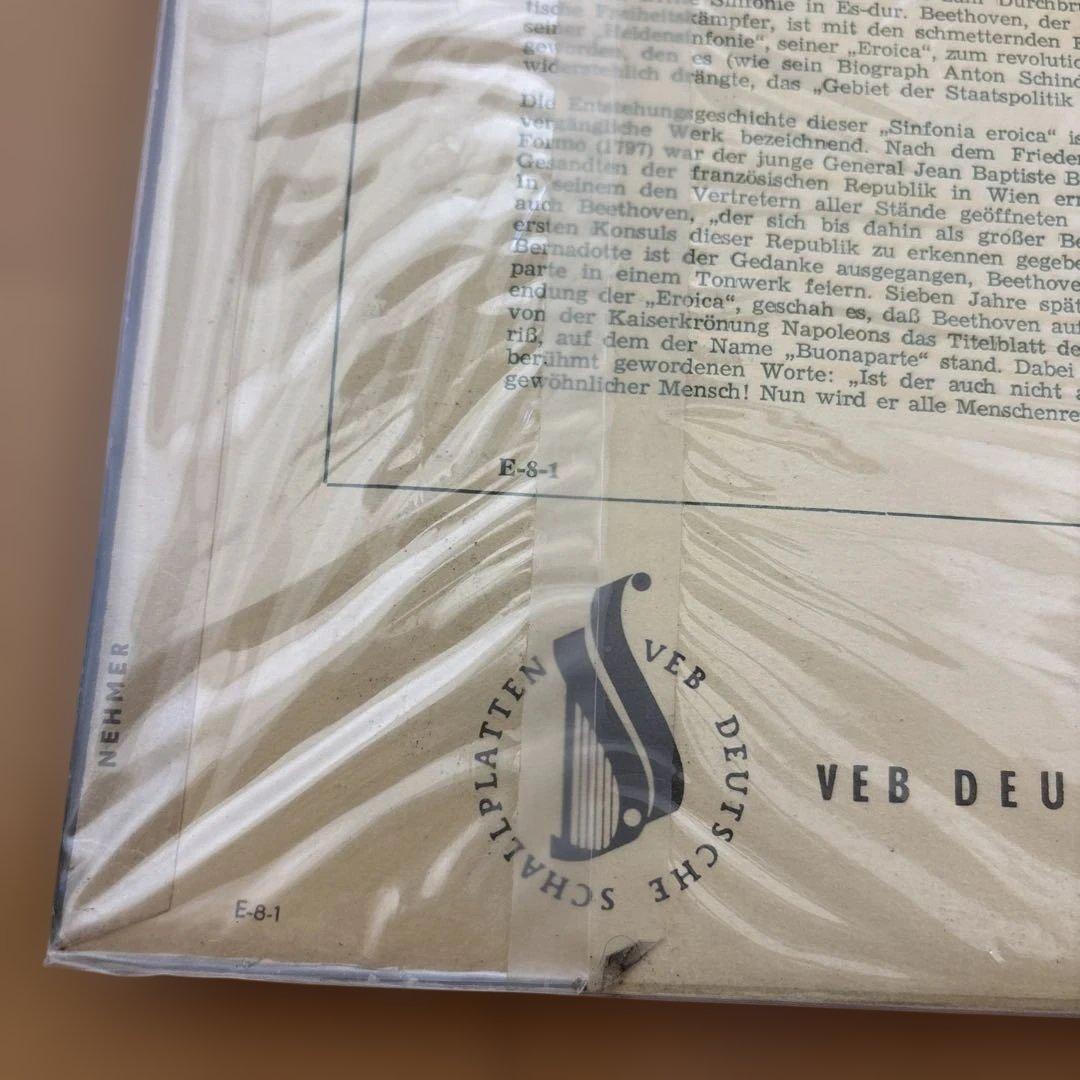 Sinfonie in Es-dur. Beethoven, der
tische Freiheitskämpfer, ist mit den schmetternden
seiner „Heldensinfonie“, seiner „Eroica“, zum revolutio
geworden, den es (wie sein Biograph Anton Schind
widerstehlich drängte, das „Gebiet der Staatspolitik
Die Entstehungsgeschichte dieser „Sinfonia eroica“ is
vergängliche Werk bezeichnend. Nach dem Frieden
Formio (1797) war der junge General Jean Baptiste B
Gesandten der französischen Republik in Wien ern
In seinem den Vertretern aller Stände geöffneten
auch Beethoven, „der sich bis dahin als großer Be
ersten Konsuls dieser Republik zu erkennen gegebe
Bernadotte ist der Gedanke ausgegangen, Beethove
parte in einem Tonwerk feiern. Sieben Jahre spät
endung der „Eroica“, geschah es, daß Beethoven auf
von der Kaiserkrönung Napoleons das Titelblatt de
riß, auf dem der Name „Buonaparte“ stand. Dabei
berühmt gewordenen Worte: „Ist der auch nicht a
gewöhnlicher Mensch! Nun wird er alle Menschenre
E-8-1
VEB DEUTSCHE SCHALLPLATTEN
VEB DEU
NEHMER
E-8-1